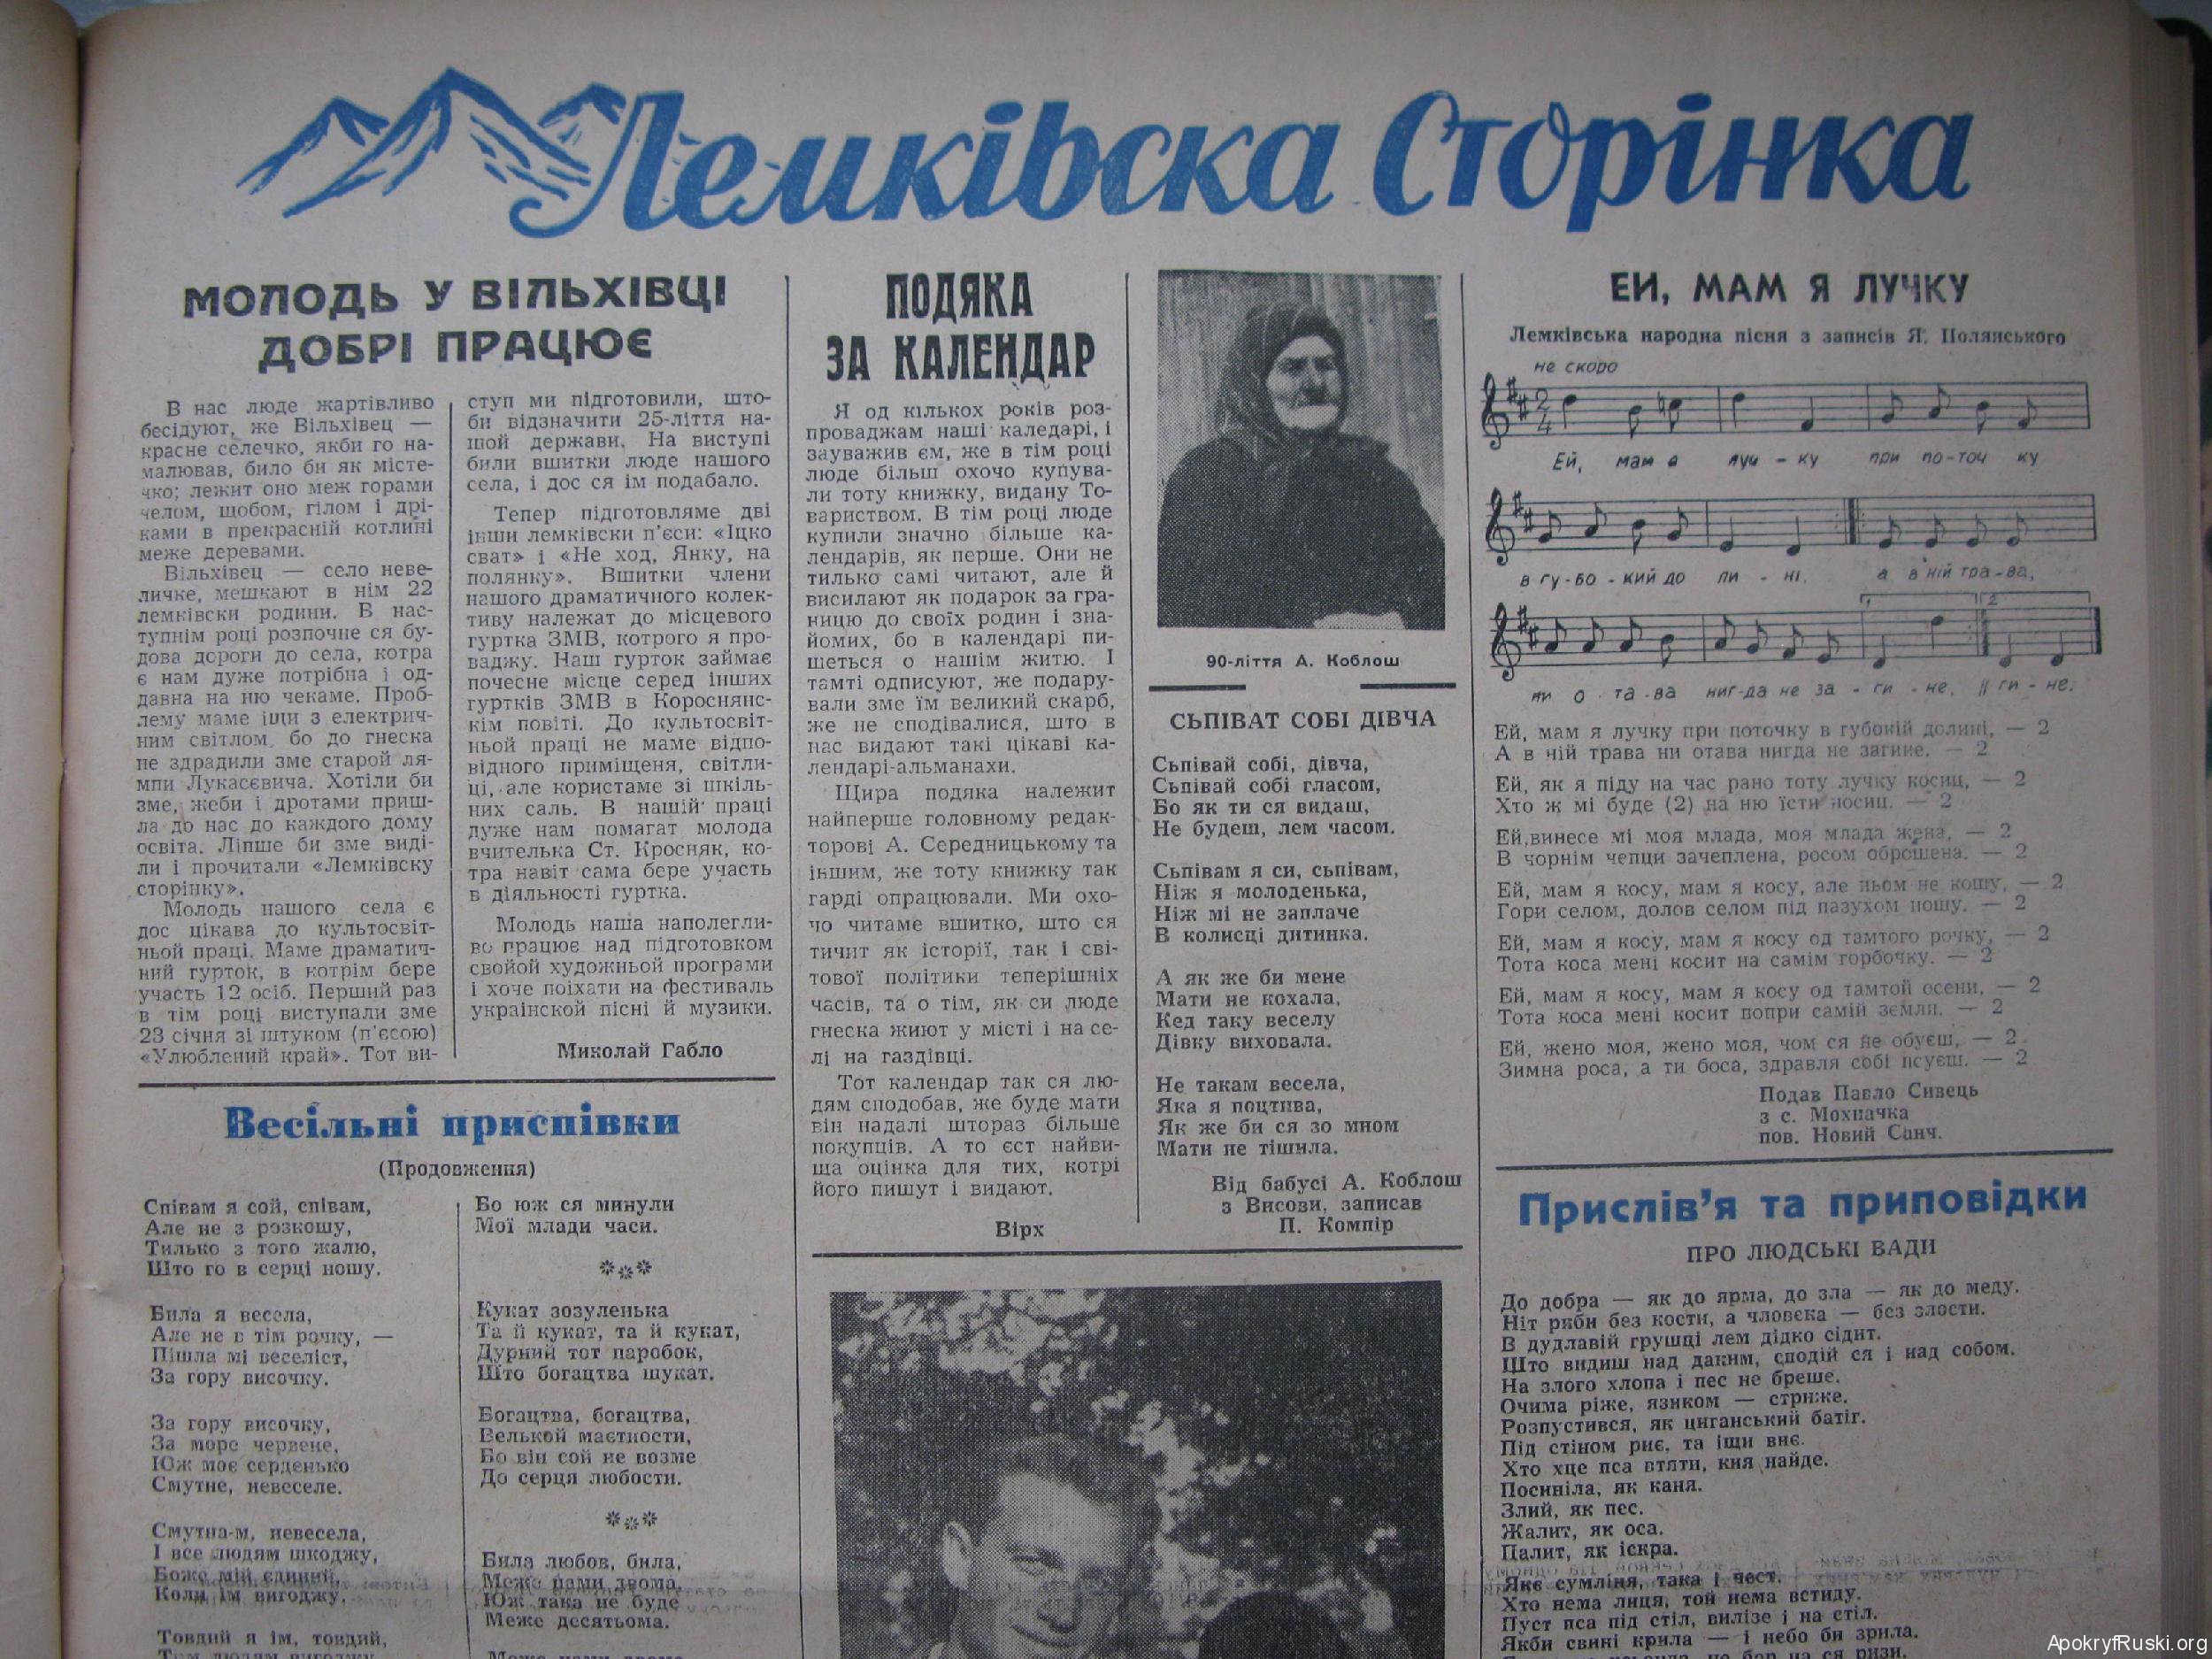 Лемківска Сторінка
МОЛОДЬ У ВІЛЬХІВЦІ
ДОБРІ ПРАЦЮЄ
В нас люде жартівливо
бесідуют, же Вільхівец —
красне селечко, якби го на-
малював, било би як місте-
чко; лежит оно меж горами
челом, щобом, гілом і дрі-
ками в прекрасній котлині
меже деревами.
Вільхівец — село неве-
личке, мешкают в нім 22
лемківски родини. В нас-
тупнім році розпочне ся бу-
дова дороги до села, котра
є нам дуже потрібна і од-
давна на ню чекаме. Проб-
лему маме іщи з електрич-
ним світлом, бо до гнеска
не здрадили зме старой ля-
мпи Лукасєвича. Хотіли би
зме, жеби і дротами приш-
ла до нас до каждого дому
освіта. Ліпше би зме виді-
ли і прочитали «Лемківску
сторінку».
Молодь нашого села є
дос цікава до культосвіт-
ньой праці. Маме драматич-
ний гурток, в котрім бере
участь 12 осіб. Перший раз
в тім році виступали зме
23 січня зі штуком (п'єсою)
«Улюблений край». Тот ви-
ступ ми підготовили, што-
би відзначити 25-ліття на-
шой держави. На виступі
били вшитки люде нашого
села, і дос ся ім подабало.
Тепер підготовляме дві
інши лемківски п'єси: «Іцко
сват» і «Не ход, Янку, на
полянку». Вшитки члени
нашого драматичного колек-
тиву належат до місцевого
гуртка ЗМВ, котрого я про-
ваджу. Наш гурток займає
почесне місце серед інших
гуртків ЗМВ в Короснянс-
кім повіті. До культосвіт-
ньой праці не маме відпо-
відного приміщеня, світли-
ці, але користаме зі шкіль-
них саль. В нашій праці
дуже нам помагат молода
вчителька Ст. Кросняк, ко-
тра навіт сама бере участь
в діяльності гуртка.
Молодь наша наполегли-
во працює над підготовком
свойой художньой програми
і хоче поїхати на фестиваль
украінской пісні й музики.
Миколай Габло
Весільні приспівки
(Продовження)
Співам я сой, співам,
Але не з розкошу,
Тилько з того жалю,
Што го в серці ношу.
Била я весела,
Але не в тім рочку, —
Пішла мі веселіст,
За гору височку.
За гору височку,
За море червене,
Юж моє серденько
Смутне, невеселе.
Смутна-м, невесела,
І все людям шкоджу,
Боже мій єдиний,
Коли ім вигоджу.
Товдий я ім, товдий,
Бо юж ся минули
Мої млади часи.
***
Кукат зозуленька
Та й кукат, та й кукат,
Дурний тот паробок,
Што богацтва шукат.
Богацтва, богацтва,
Велькой маєтности,
Бо він сой не возме
До серця любости.
***
Била любов, била,
Меже нами двома,
Юж така не буде
Меже десятьома.
Меже нами двома
ПОДЯКА
ЗА КАЛЕНДАР
Я од кількох років роз-
проваджам наші каледарі, і
зауважив єм, же в тім році
люде більш охочо купува-
ли тоту книжку, видану То-
вариством. В тім році люде
купили значно більше ка-
лендарів, як перше. Они не
тилько самі читают, але й
висилают як подарок за гра-
ницю до своїх родин і зна-
йомих, бо в календарі пи-
шеться о нашім житю. І
тамті одписуют, же подару-
вали зме їм великий скарб,
же не сподівалися, што в
нас видают такі цікаві ка-
лендарі-альманахи.
Щира подяка належит
найперше головному редак-
торові А. Середницькому та
іншим, же тоту книжку так
гарді опрацювали. Ми охо-
чо читаме вшитко, што ся
тичит як історії, так і сві-
тової політики теперішніх
часів, та о тім, як си люде
гнеска жиют у місті і на се-
лі на газдівці.
Тот календар так ся лю-
дям сподобав, же буде мати
він надалі штораз більше
покупців. А то єст найви-
ша оцінка для тих, котрі
його пишут і видают.
Вірх
90-ліття А. Коблош
СЬПІВАТ СОБІ ДІВЧА
Сьпівай собі, дівча,
Сьпівай собі гласом,
Бо як ти ся видаш,
Не будеш, лем часом.
Сьпівам я си, сьпівам,
Ніж я молоденька,
Ніж мі не заплаче
В колисці дитинка.
А як же би мене
Мати не кохала,
Кед таку веселу
Дівку виховала.
Не такам весела,
Яка я поцтива,
Як же би ся зо мном
Мати не тішила.
Від бабусі А. Коблош
з Висови, записав
П. Компір
ЕЙ, МАМ Я ЛУЧКУ
Лемківська народна пісня з записів Я. Полянського
не скоро
2/4
Ей, мам я луч - ку при по-точ ку
в гу-бо - кий до ли - ні, а в ній тра-ва,
ни о - та - ва ниг-да не за - ги - не, // ги - не.
1 2
Ей, мам я лучку при поточку в губокій долині, — 2
А в ній трава ни отава нигда не загине. — 2
Ей, як я піду на час рано тоту лучку косиц, — 2
Хто ж мі буде (2) на ню їсти носиц. — 2
Ей,винесе мі моя млада, моя млада жена, — 2
В чорнім чепци зачеплена, росом оброшена. — 2
Ей, мам я косу, мам я косу, але ньом не кошу, — 2
Гори селом, долов селом під пазухом ношу. — 2
Ей, мам я косу, мам я косу од тамтого рочку, — 2
Тота коса мені косит на самім горбочку. — 2
Ей, мам я косу, мам я косу од тамтой осени, — 2
Тота коса мені косит попри самій земли. — 2
Ей, жено моя, жено моя, чом ся не обуєш, — 2
Зимна роса, а ти боса, здравля собі псуєш. — 2
Подав Павло Сивець
з с. Мохначка
пов. Новий Санч.
Прислів'я та приповідки
ПРО ЛЮДСЬКІ ВАДИ
До добра — як до ярма, до зла — як до меду.
Ніт риби без кости, а чловека — без злости.
В дудлавій грушці лем дідко сідит.
Што видиш над даким, сподій ся і над собом.
На злого хлопа і пес не бреше.
Очима ріже, язиком — стриже.
Розпустився, як циганський батіг.
Під стіном риє, та іщи виє.
Хто хце пса втяти, кия найде.
Посиніла, як каня.
Злий, як пес.
Жалит, як оса.
Палит, як іскра.
Яке сумліня, така і чест.
Хто нема лиця, той нема встиду.
Пуст пса під стіл, вилізе і на стіл.
Якби свині крила — і небо би зрила.
ApokryfRuski.org